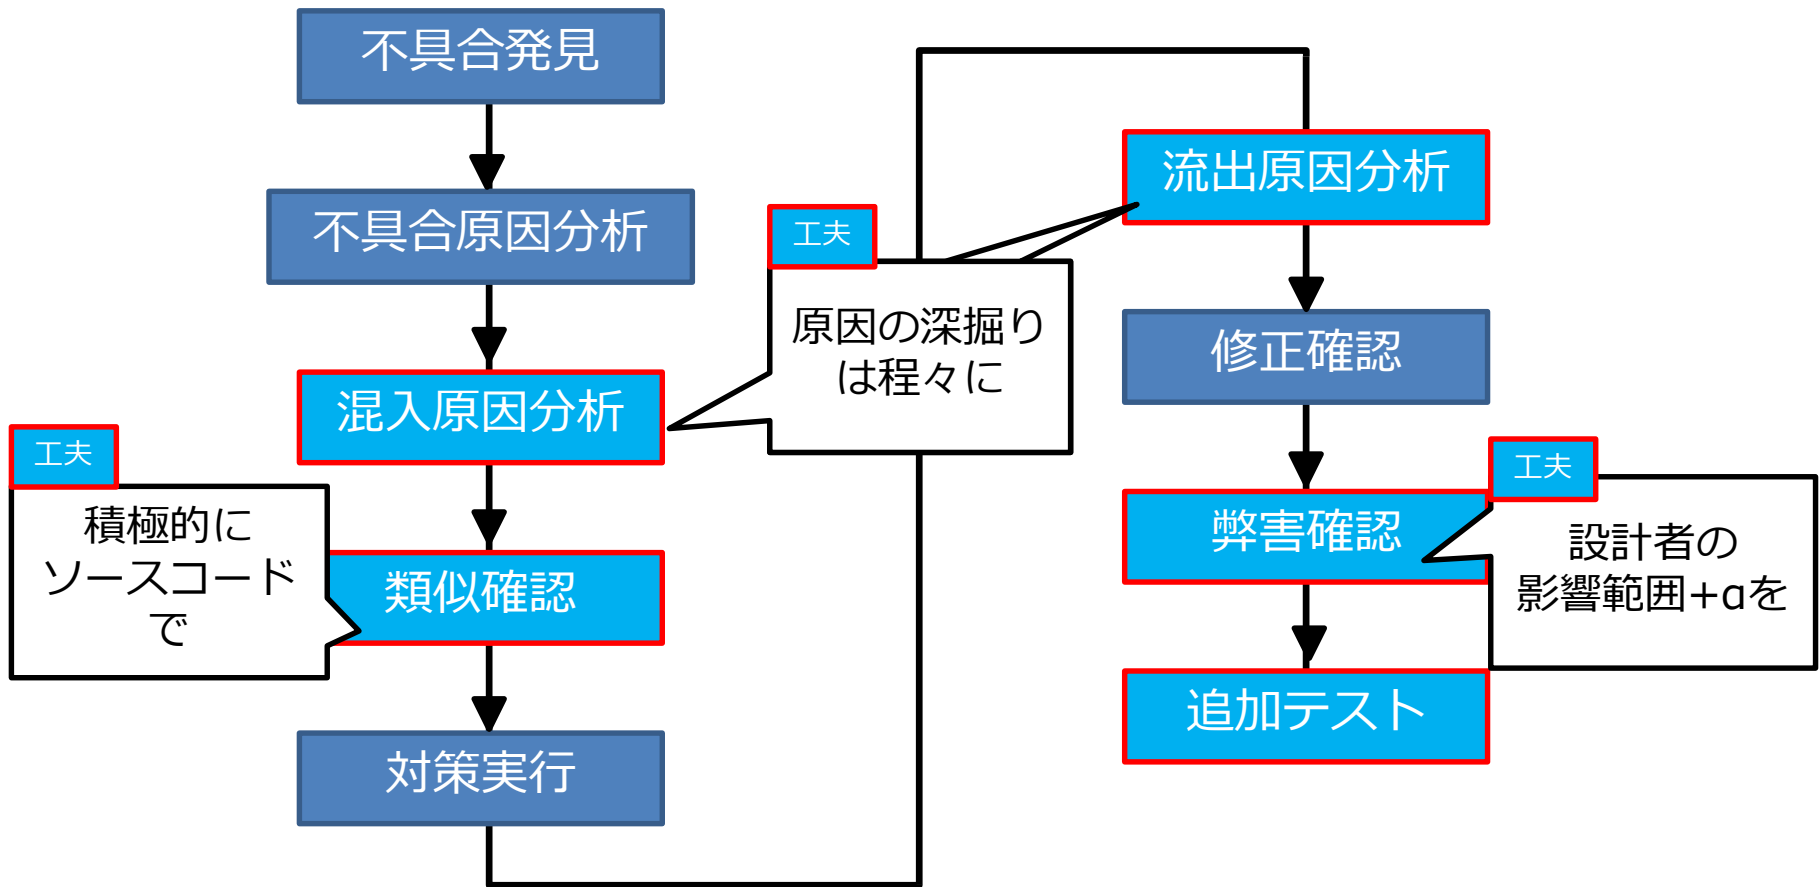 不具合発見
不具合原因分析
混入原因分析
工夫
積極的に
ソースコード
で
類似確認
対策実行
工夫
原因の深掘り
は程々に
流出原因分析
修正確認
弊害確認
工夫
設計者の
影響範囲+αを
追加テスト